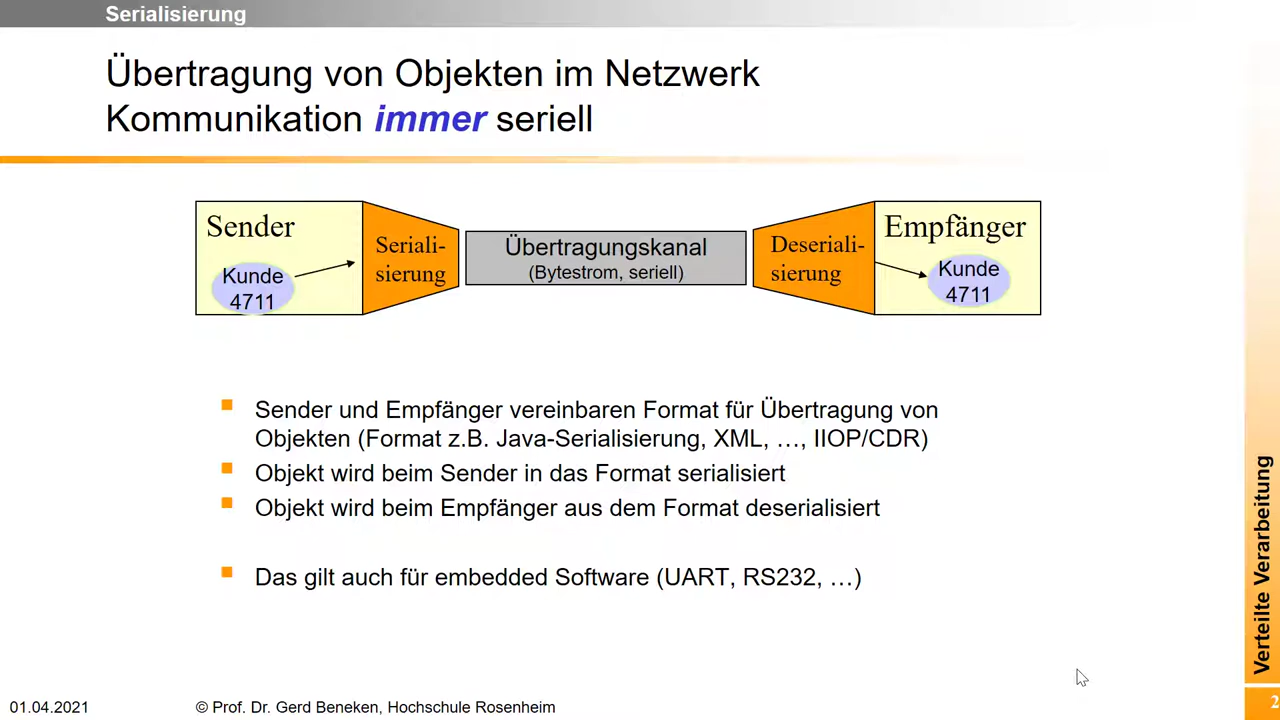 Serialisierung
Übertragung von Objekten im Netzwerk
Kommunikation immer seriell
Sender
Kunde
4711
Seriali-
sierung
Übertragungskanal
(Bytestrom, seriell)
Deseriali-
sierung
Empfänger
Kunde
4711
Sender und Empfänger vereinbaren Format für Übertragung von
Objekten (Format z.B. Java-Serialisierung, XML, …, IIOP/CDR)
Objekt wird beim Sender in das Format serialisiert
Objekt wird beim Empfänger aus dem Format deserialisiert
Das gilt auch für embedded Software (UART, RS232, …)
Verteilte Verarbeitung
01.04.2021
© Prof. Dr. Gerd Beneken, Hochschule Rosenheim
2